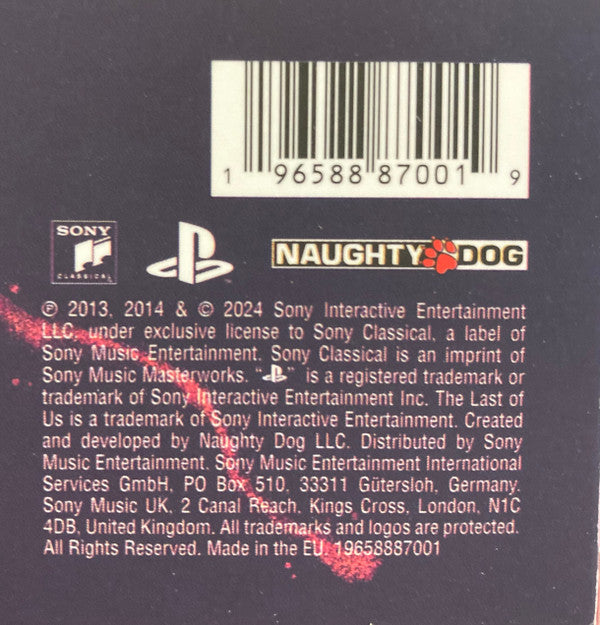 1 96588 87001 9
SONY
CLASSICAL
NAUGHTY DOG
℗ 2013, 2014 & © 2024 Sony Interactive Entertainment
LLC, under exclusive license to Sony Classical, a label of
Sony Music Entertainment. Sony Classical is an imprint of
Sony Music Masterworks. “ ” is a registered trademark or
trademark of Sony Interactive Entertainment Inc. The Last of
Us is a trademark of Sony Interactive Entertainment. Created
and developed by Naughty Dog LLC. Distributed by Sony
Music Entertainment. Sony Music Entertainment International
Services GmbH, PO Box 510, 33311 Gütersloh, Germany.
Sony Music UK, 2 Canal Reach, Kings Cross, London, N1C
4DB, United Kingdom. All trademarks and logos are protected.
All Rights Reserved. Made in the EU. 19658887001